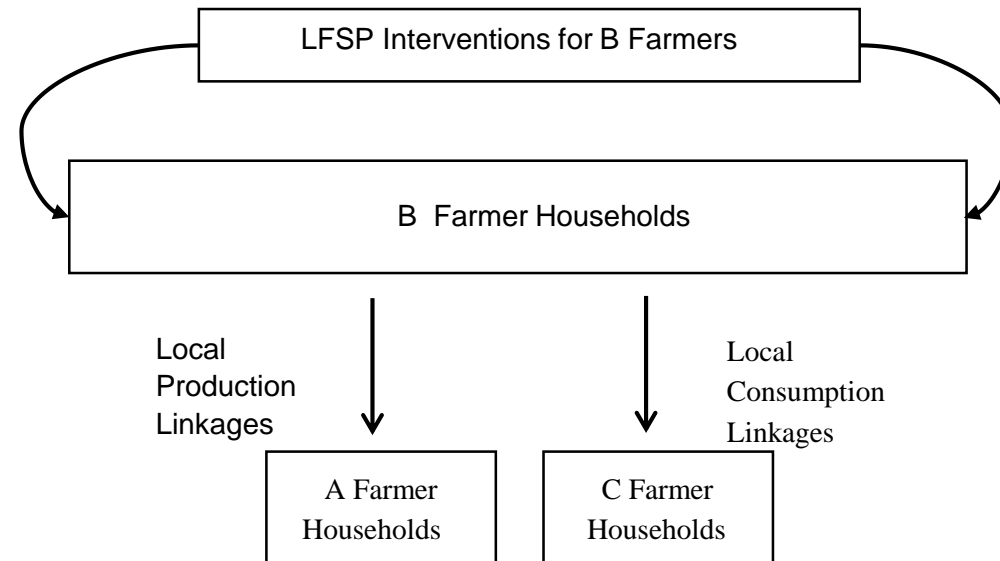 LFSP Interventions for B Farmers
B Farmer Households
Local
Production
Linkages
Local
Consumption
Linkages
A Farmer
Households
C Farmer
Households